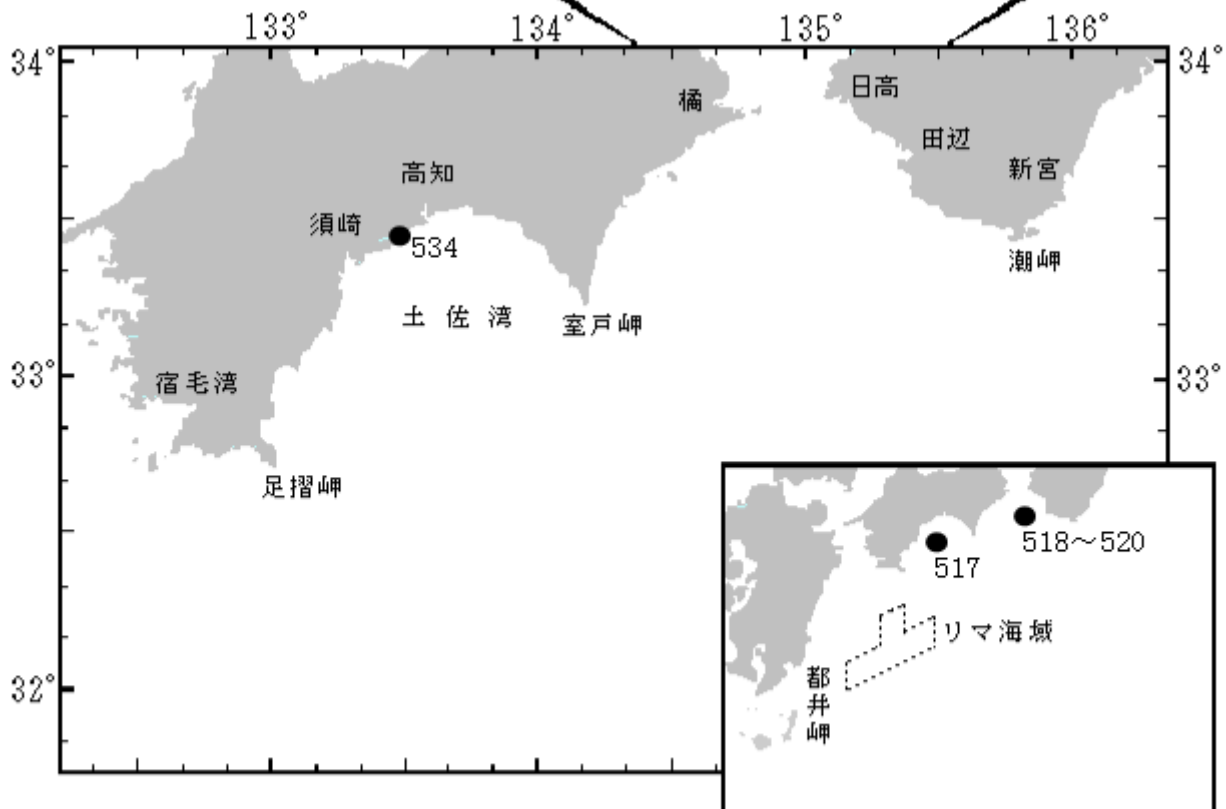 133°
134°
135°
136°
34°
34°
橘
日高
田辺
新宮
高知
須崎
534
潮岬
土佐湾
室戸岬
33°
33°
宿毛湾
足摺岬
518～520
517
リマ海域
都井岬
32°